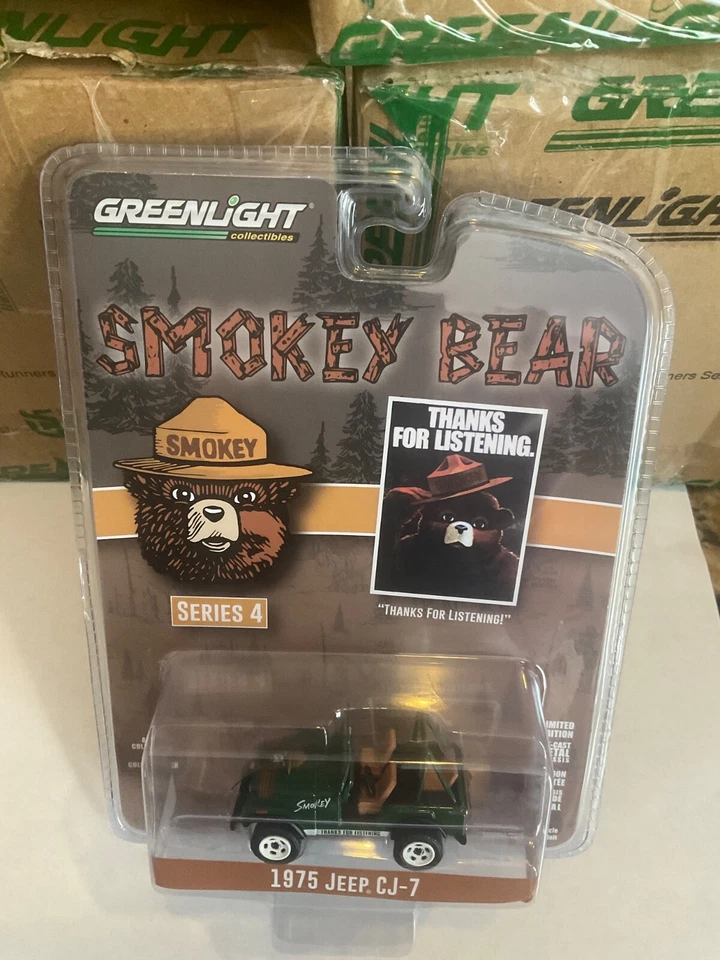 GREENLiGHT
GREENLiGHT
GREENLiGHT
collectibles
SMOKEY BEAR
SMOKEY
THANKS
FOR LISTENING.
SERIES 4
"THANKS FOR LISTENING!"
SMOKEY
THANKS FOR LISTENING
1975 JEEP CJ-7